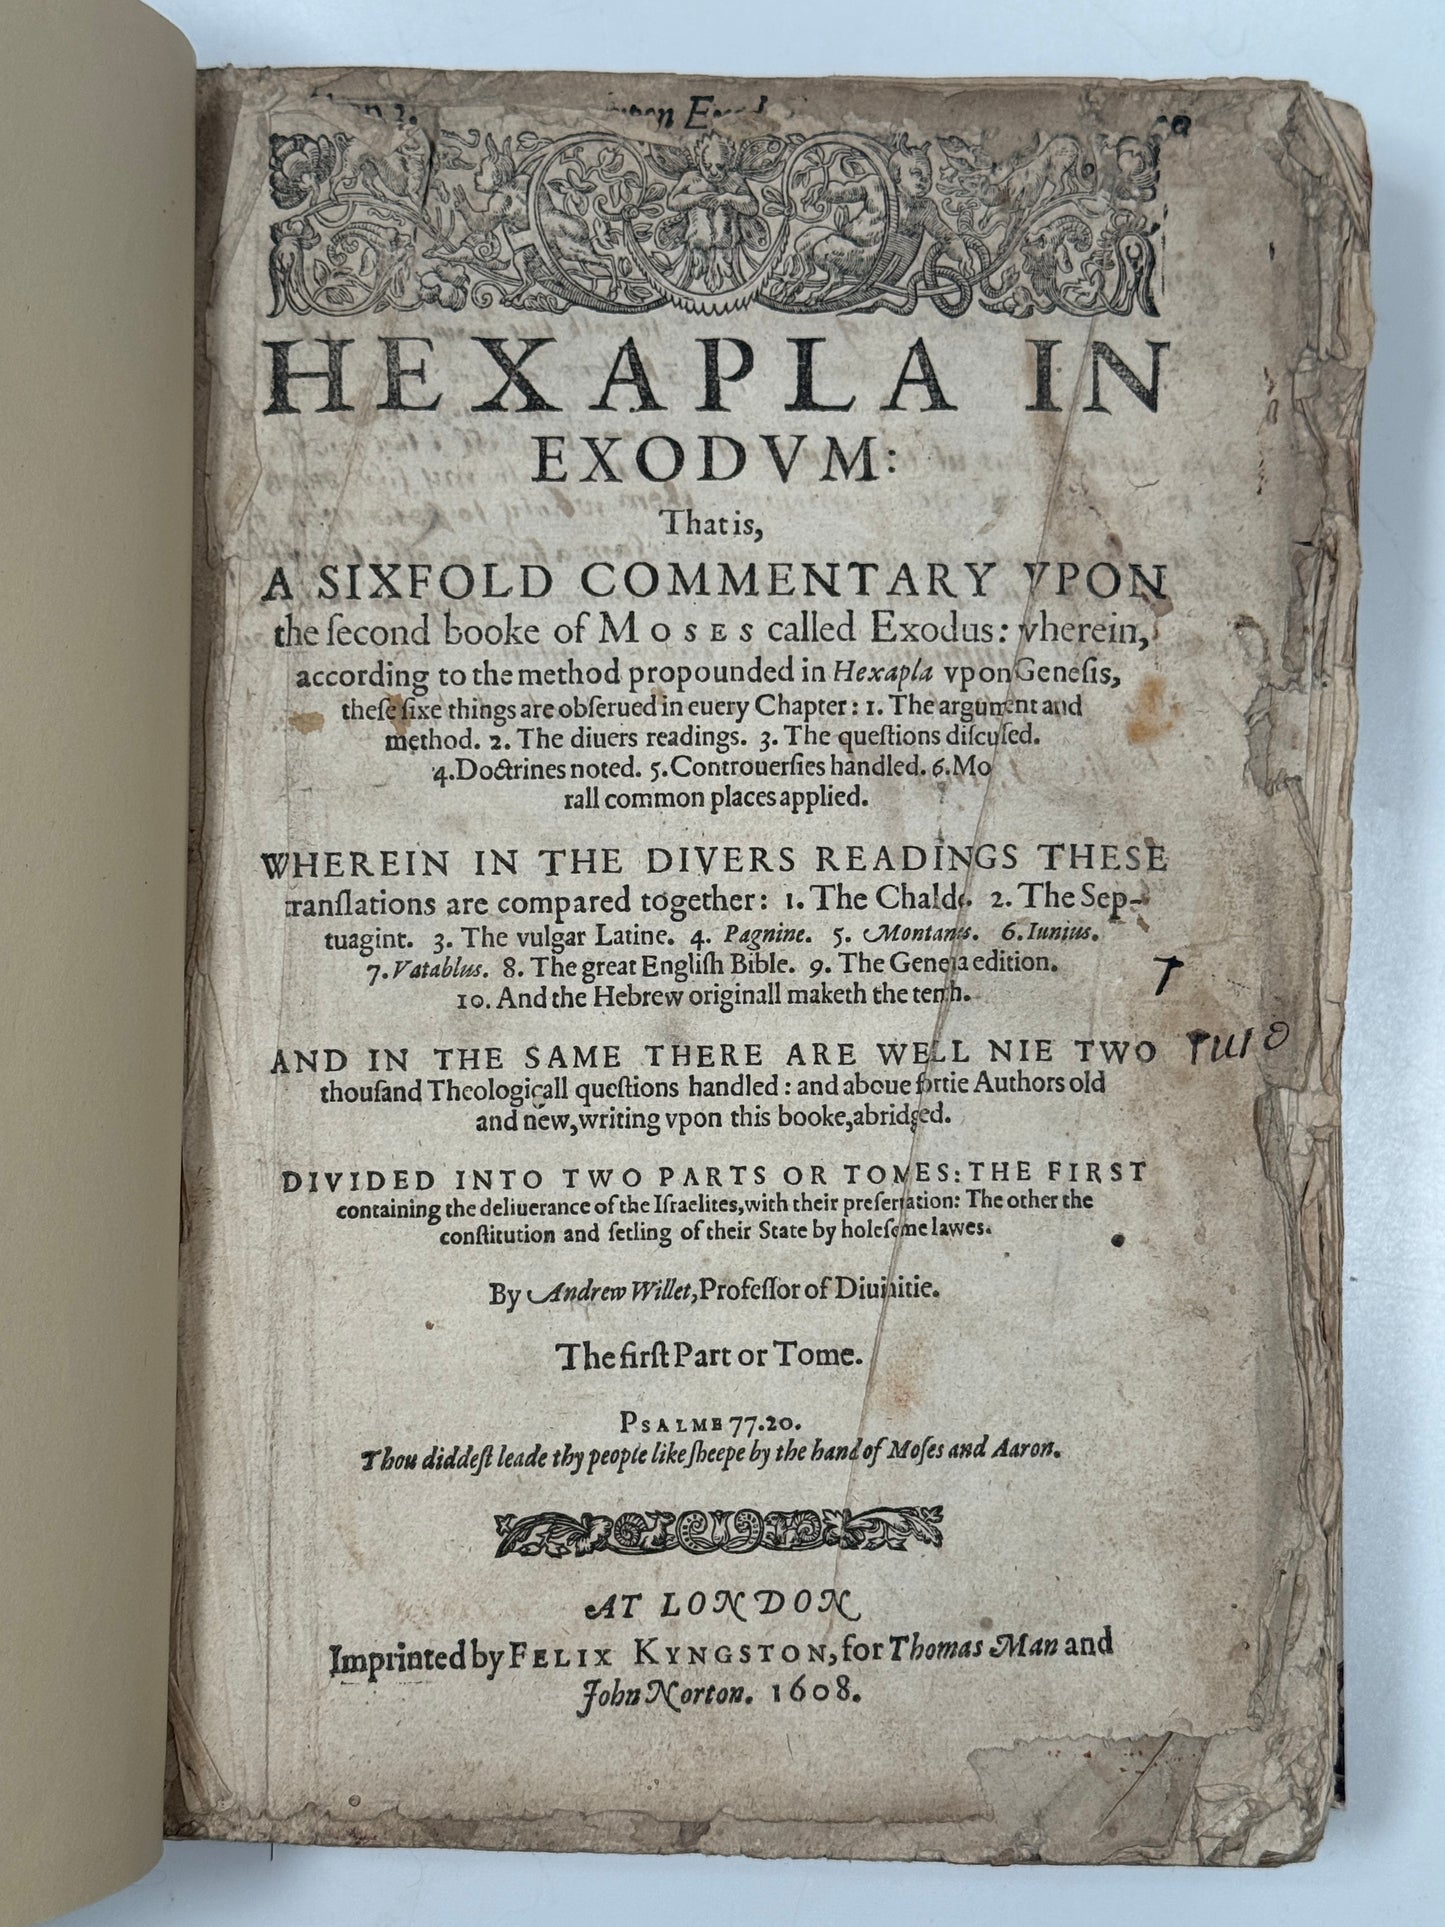 vpon Exod
HEXAPLA IN
EXODVM:
That is,
A SIXFOLD COMMENTARY VPON
the ſecond booke of MOSES called Exodus: wherein,
according to the method propounded in Hexapla vpon Geneſis,
theſe ſixe things are obſerued in euery Chapter: 1. The argument and
method. 2. The diuers readings. 3. The queſtions diſcuſſed.
4. Doctrines noted. 5. Controuerſies handled. 6. Mo
rall common places applied.
WHEREIN IN THE DIVERS READINGS THESE
tranſlations are compared together: 1. The Chalde. 2. The Sep-
tuagint. 3. The vulgar Latine. 4. Pagnine. 5. Montanus. 6. Iunius.
7. Vatablus. 8. The great Engliſh Bible. 9. The Geneua edition.
10. And the Hebrew originall maketh the tenth.
AND IN THE SAME THERE ARE WELL NIE TWO
thouſand Theologicall queſtions handled: and aboue fortie Authors old
and new, writing vpon this booke, abridged.
DIVIDED INTO TWO PARTS OR TOMES: THE FIRST
containing the deliuerance of the Iſraelites, with their preſeruation: The other the
conſtitution and ſetling of their State by holeſome lawes.
By Andrew Willet, Profeſſor of Diuinitie.
The firſt Part or Tome.
PSALME 77.20.
Thou diddeſt leade thy people like ſheepe by the hand of Moſes and Aaron.
AT LONDON
Imprinted by FELIX KYNGSTON, for Thomas Man and
John Norton. 1608.